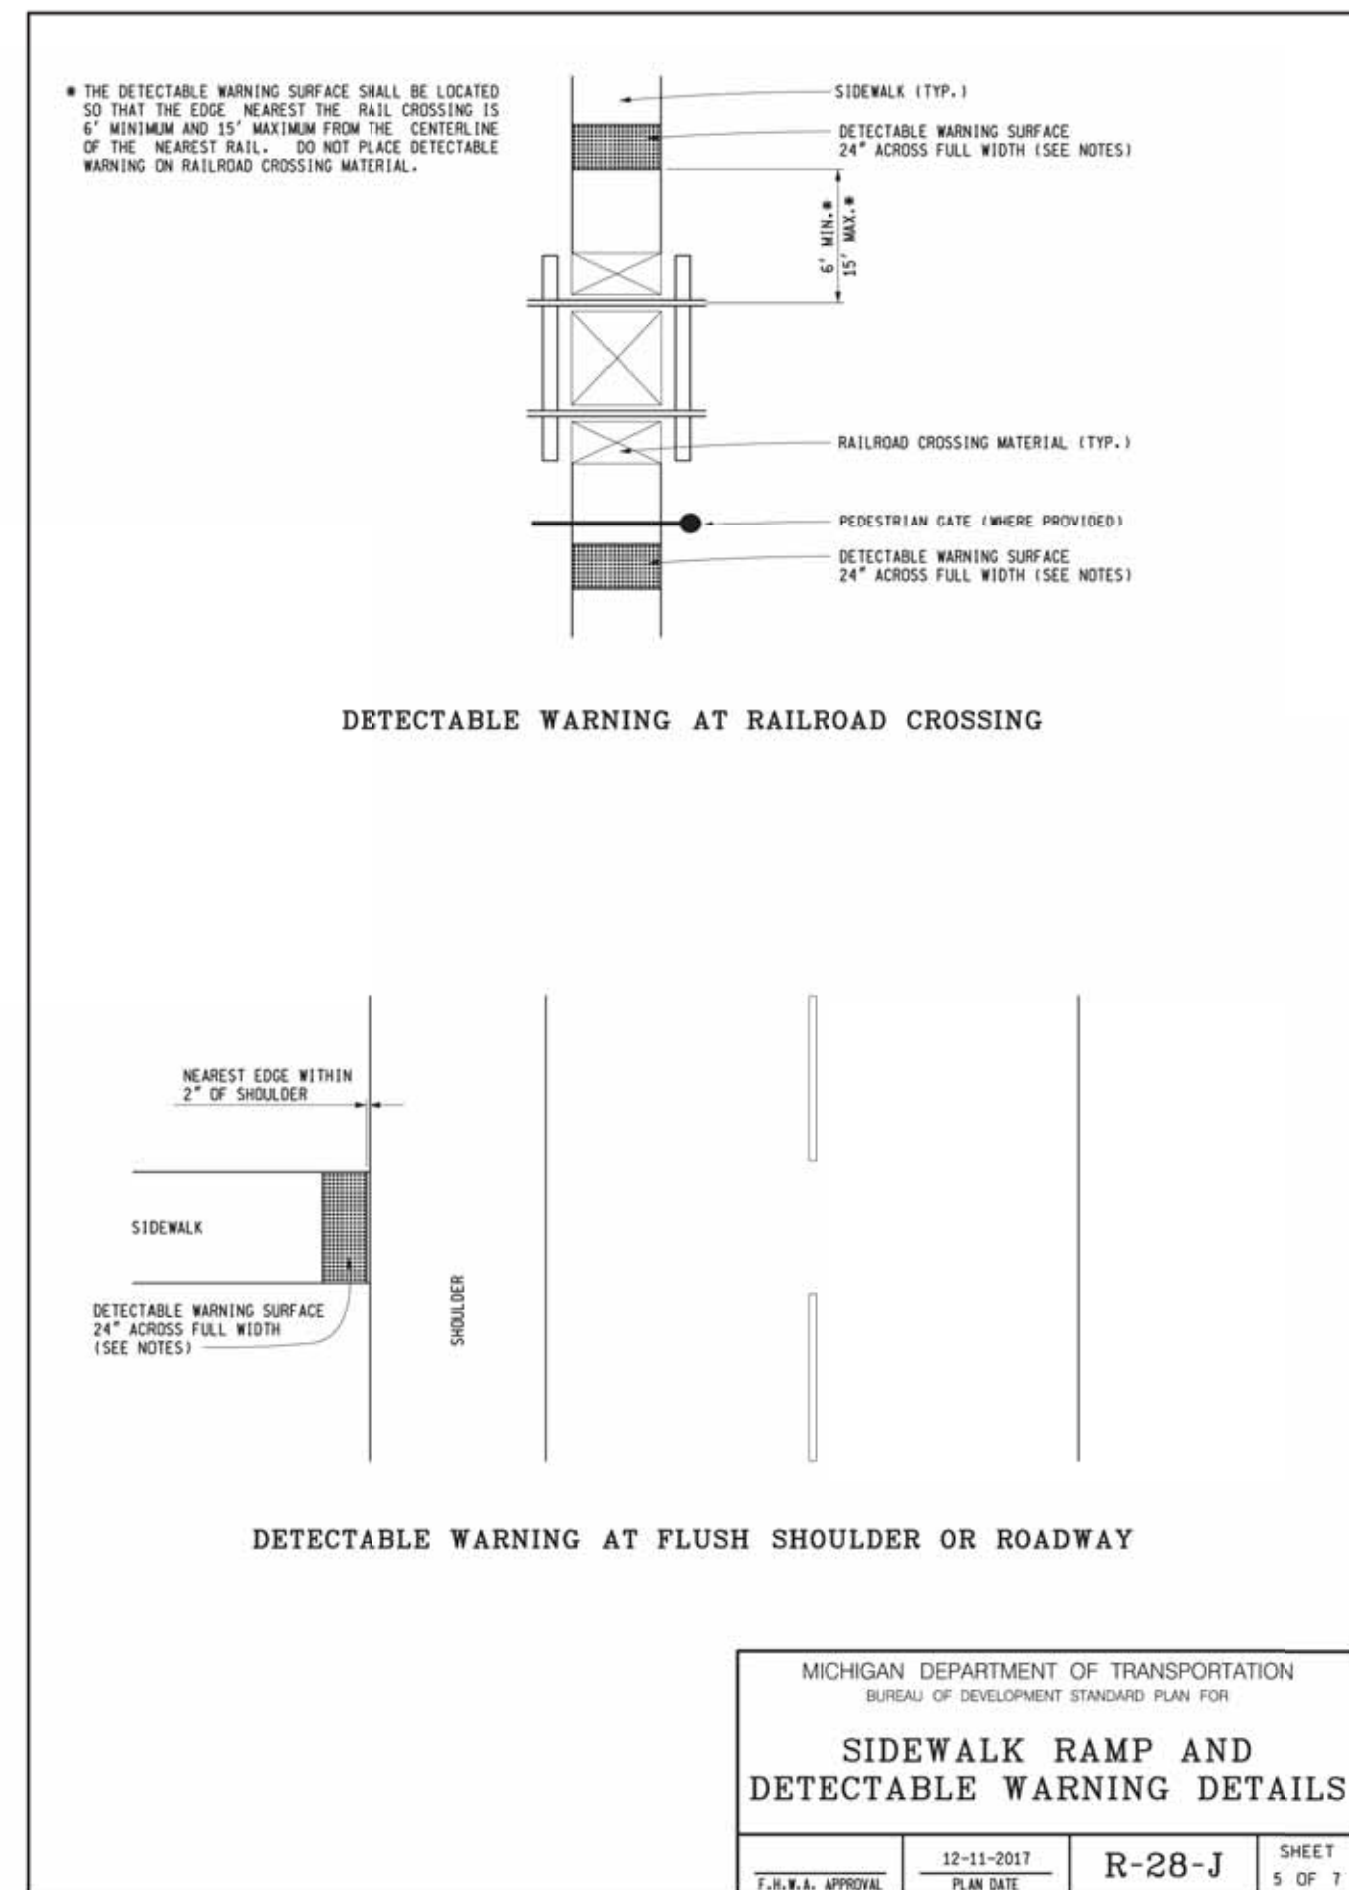 * THE DETECTABLE WARNING SURFACE SHALL BE LOCATED
SO THAT THE EDGE NEAREST THE RAIL CROSSING IS
6' MINIMUM AND 15' MAXIMUM FROM THE CENTERLINE
OF THE NEAREST RAIL. DO NOT PLACE DETECTABLE
WARNING ON RAILROAD CROSSING MATERIAL.
SIDEWALK (TYP.)
DETECTABLE WARNING SURFACE
24" ACROSS FULL WIDTH (SEE NOTES)
6' MIN.*
15' MAX.*
RAILROAD CROSSING MATERIAL (TYP.)
PEDESTRIAN GATE (WHERE PROVIDED)
DETECTABLE WARNING SURFACE
24" ACROSS FULL WIDTH (SEE NOTES)
DETECTABLE WARNING AT RAILROAD CROSSING
NEAREST EDGE WITHIN
2" OF SHOULDER
SIDEWALK
DETECTABLE WARNING SURFACE
24" ACROSS FULL WIDTH
(SEE NOTES)
SHOULDER
DETECTABLE WARNING AT FLUSH SHOULDER OR ROADWAY
MICHIGAN DEPARTMENT OF TRANSPORTATION
BUREAU OF DEVELOPMENT STANDARD PLAN FOR
SIDEWALK RAMP AND
DETECTABLE WARNING DETAILS
F.H.W.A. APPROVAL
12-11-2017
PLAN DATE
R-28-J
SHEET
5 OF 7